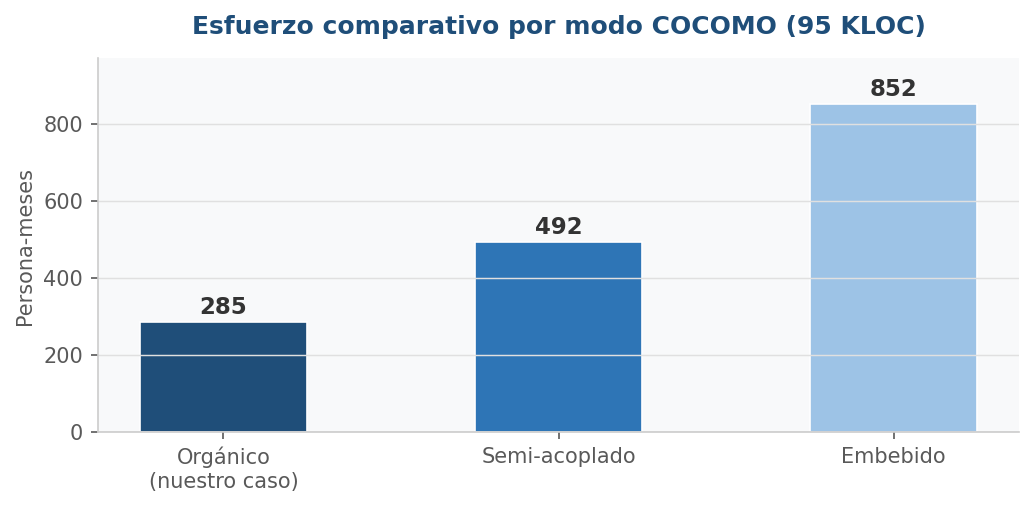 Esfuerzo comparativo por modo COCOMO (95 KLOC)
Persona-meses
800
600
400
200
0
285
492
852
Orgánico
(nuestro caso)
Semi-acoplado
Embebido